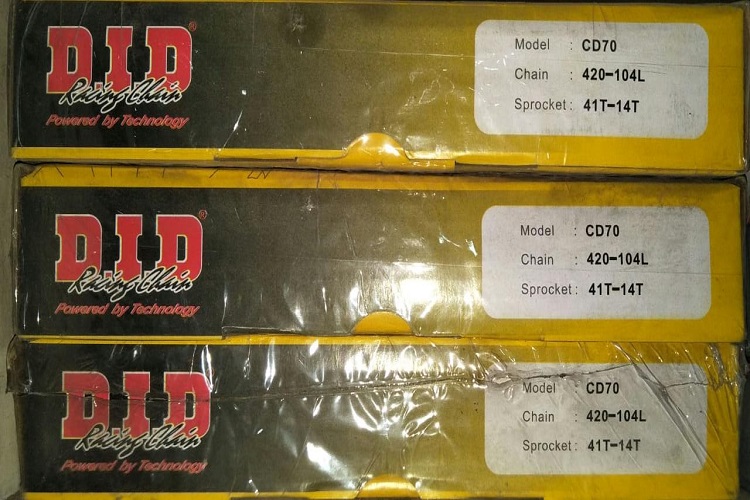 D.I.D®
Racing Chain
Powered by Technology
Model : CD70
Chain : 420-104L
Sprocket : 41T-14T
D.I.D®
Racing Chain
Powered by Technology
Model : CD70
Chain : 420-104L
Sprocket : 41T-14T
D.I.D
Racing Chain
Powered by Technology
Model : CD70
Chain : 420-104L
Sprocket : 41T-14T